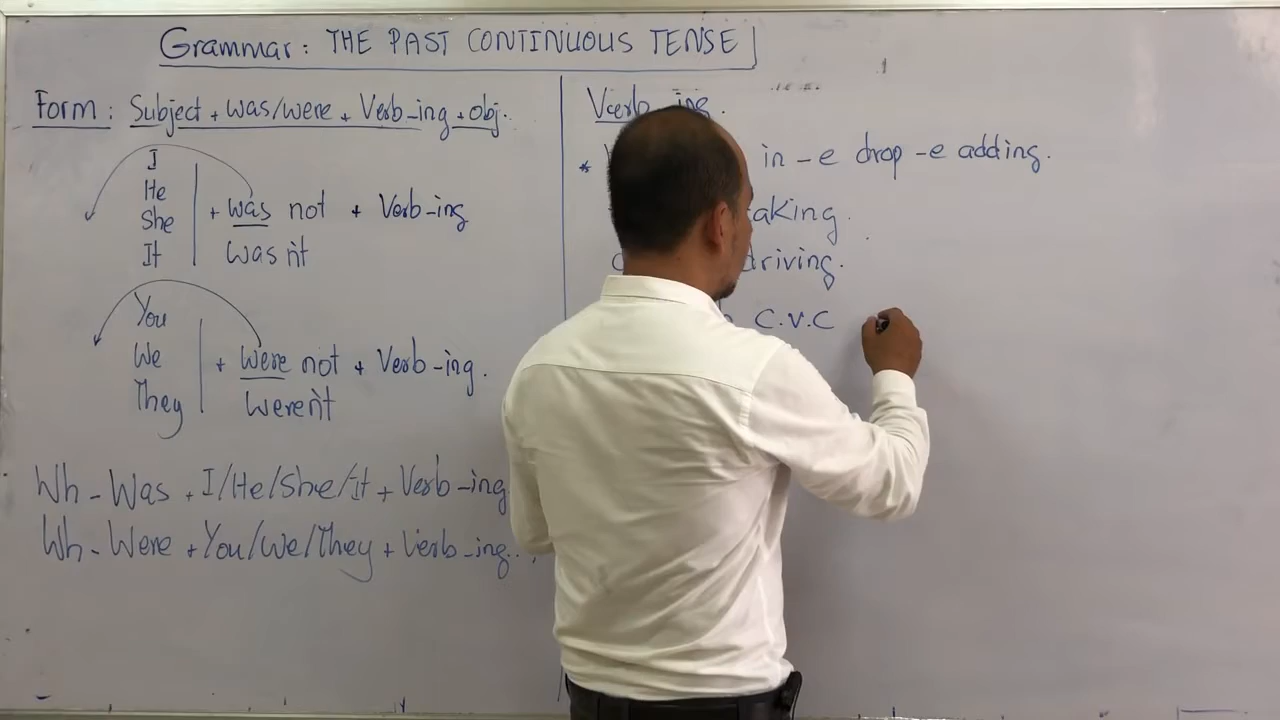 Grammar: THE PAST CONTINUOUS TENSE
Form: Subject + was/were + Verb-ing + obj.
I
He
She
It
+ was not + Verb-ing
wasn't
You
We
They
+ were not + Verb-ing.
weren't
Wh - Was + I/He/She/It + Verb-ing
Wh - Were + You/We/They + Verb-ing..
Verb-ing.
* in -e drop -e adding.
aking.
driving.
C.V.C